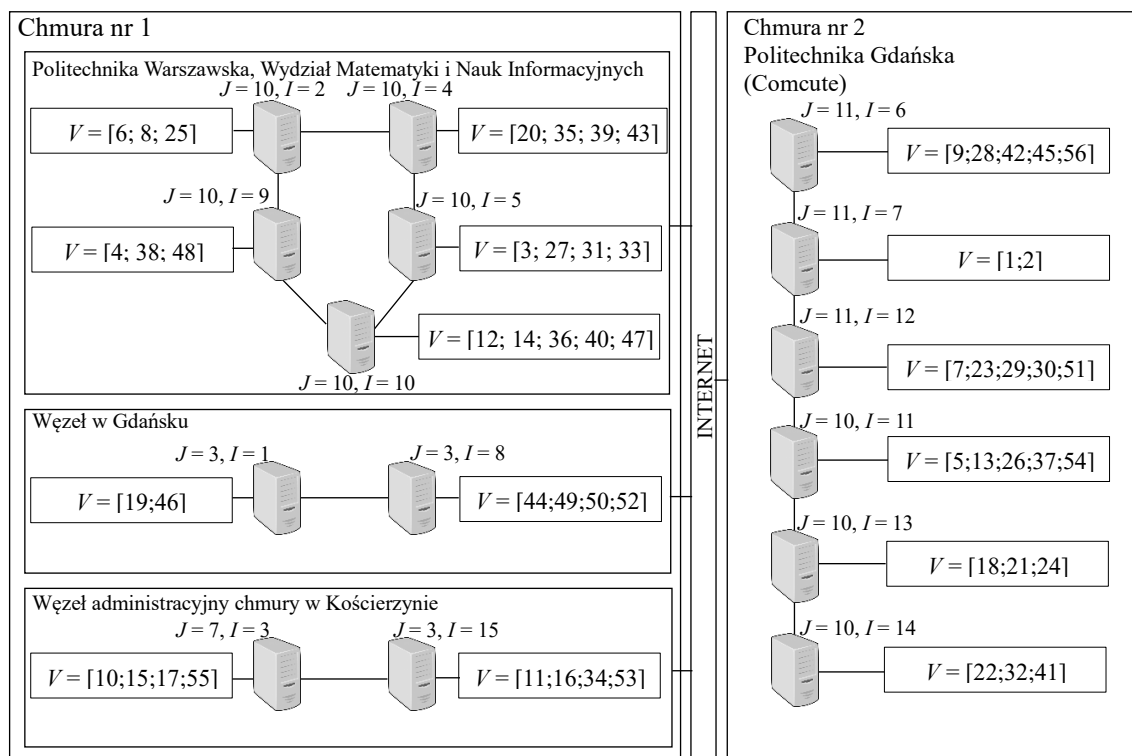 Chmura nr 1
Politechnika Warszawska, Wydział Matematyki i Nauk Informacyjnych
J = 10, I = 2
J = 10, I = 4
V = ⌈6; 8; 25⌉
V = ⌈20; 35; 39; 43⌉
J = 10, I = 9
J = 10, I = 5
V = ⌈4; 38; 48⌉
V = ⌈3; 27; 31; 33⌉
V = ⌈12; 14; 36; 40; 47⌉
J = 10, I = 10
Węzeł w Gdańsku
J = 3, I = 1
J = 3, I = 8
V = ⌈19;46⌉
V = ⌈44;49;50;52⌉
Węzeł administracyjny chmury w Kościerzynie
J = 7, I = 3
J = 3, I = 15
V = ⌈10;15;17;55⌉
V = ⌈11;16;34;53⌉
INTERNET
Chmura nr 2
Politechnika Gdańska
(Comcute)
J = 11, I = 6
V = ⌈9;28;42;45;56⌉
J = 11, I = 7
V = ⌈1;2⌉
J = 11, I = 12
V = ⌈7;23;29;30;51⌉
J = 10, I = 11
V = ⌈5;13;26;37;54⌉
J = 10, I = 13
V = ⌈18;21;24⌉
J = 10, I = 14
V = ⌈22;32;41⌉